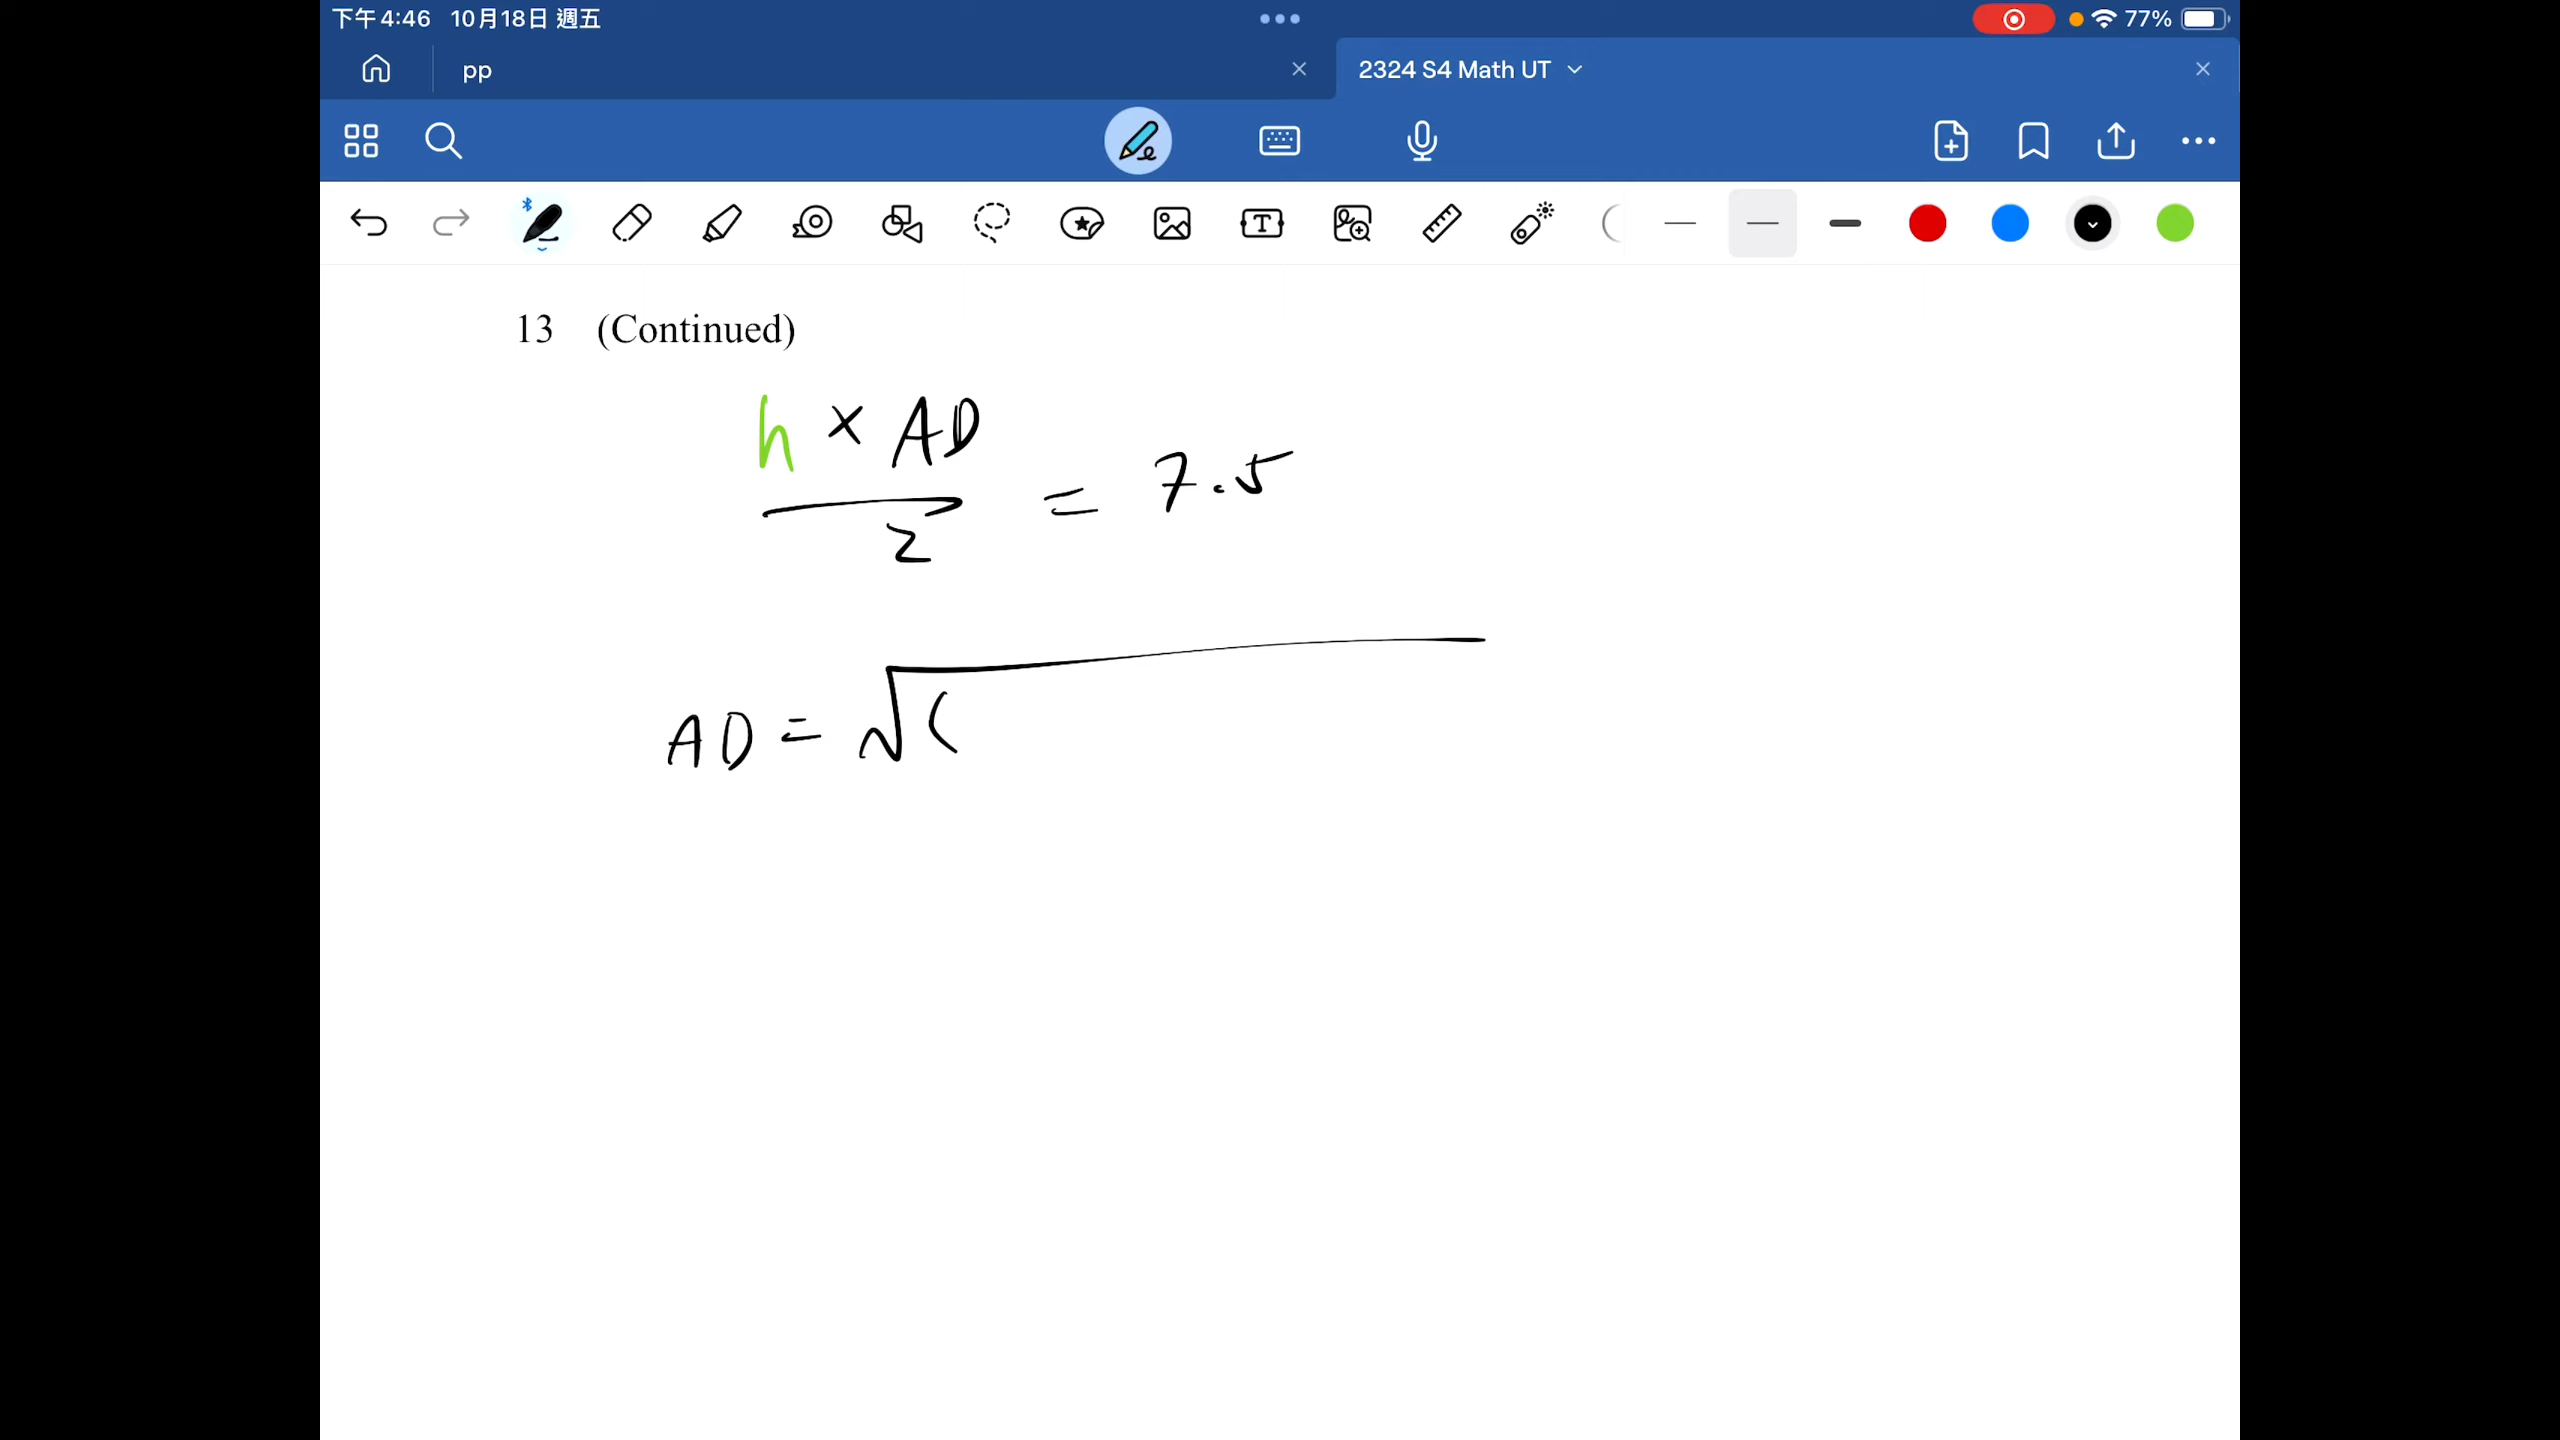 下午4:46 10月18日 週五
77%
pp
2324 S4 Math UT
13 (Continued)
h × AD
= 7.5
2
AD = √(